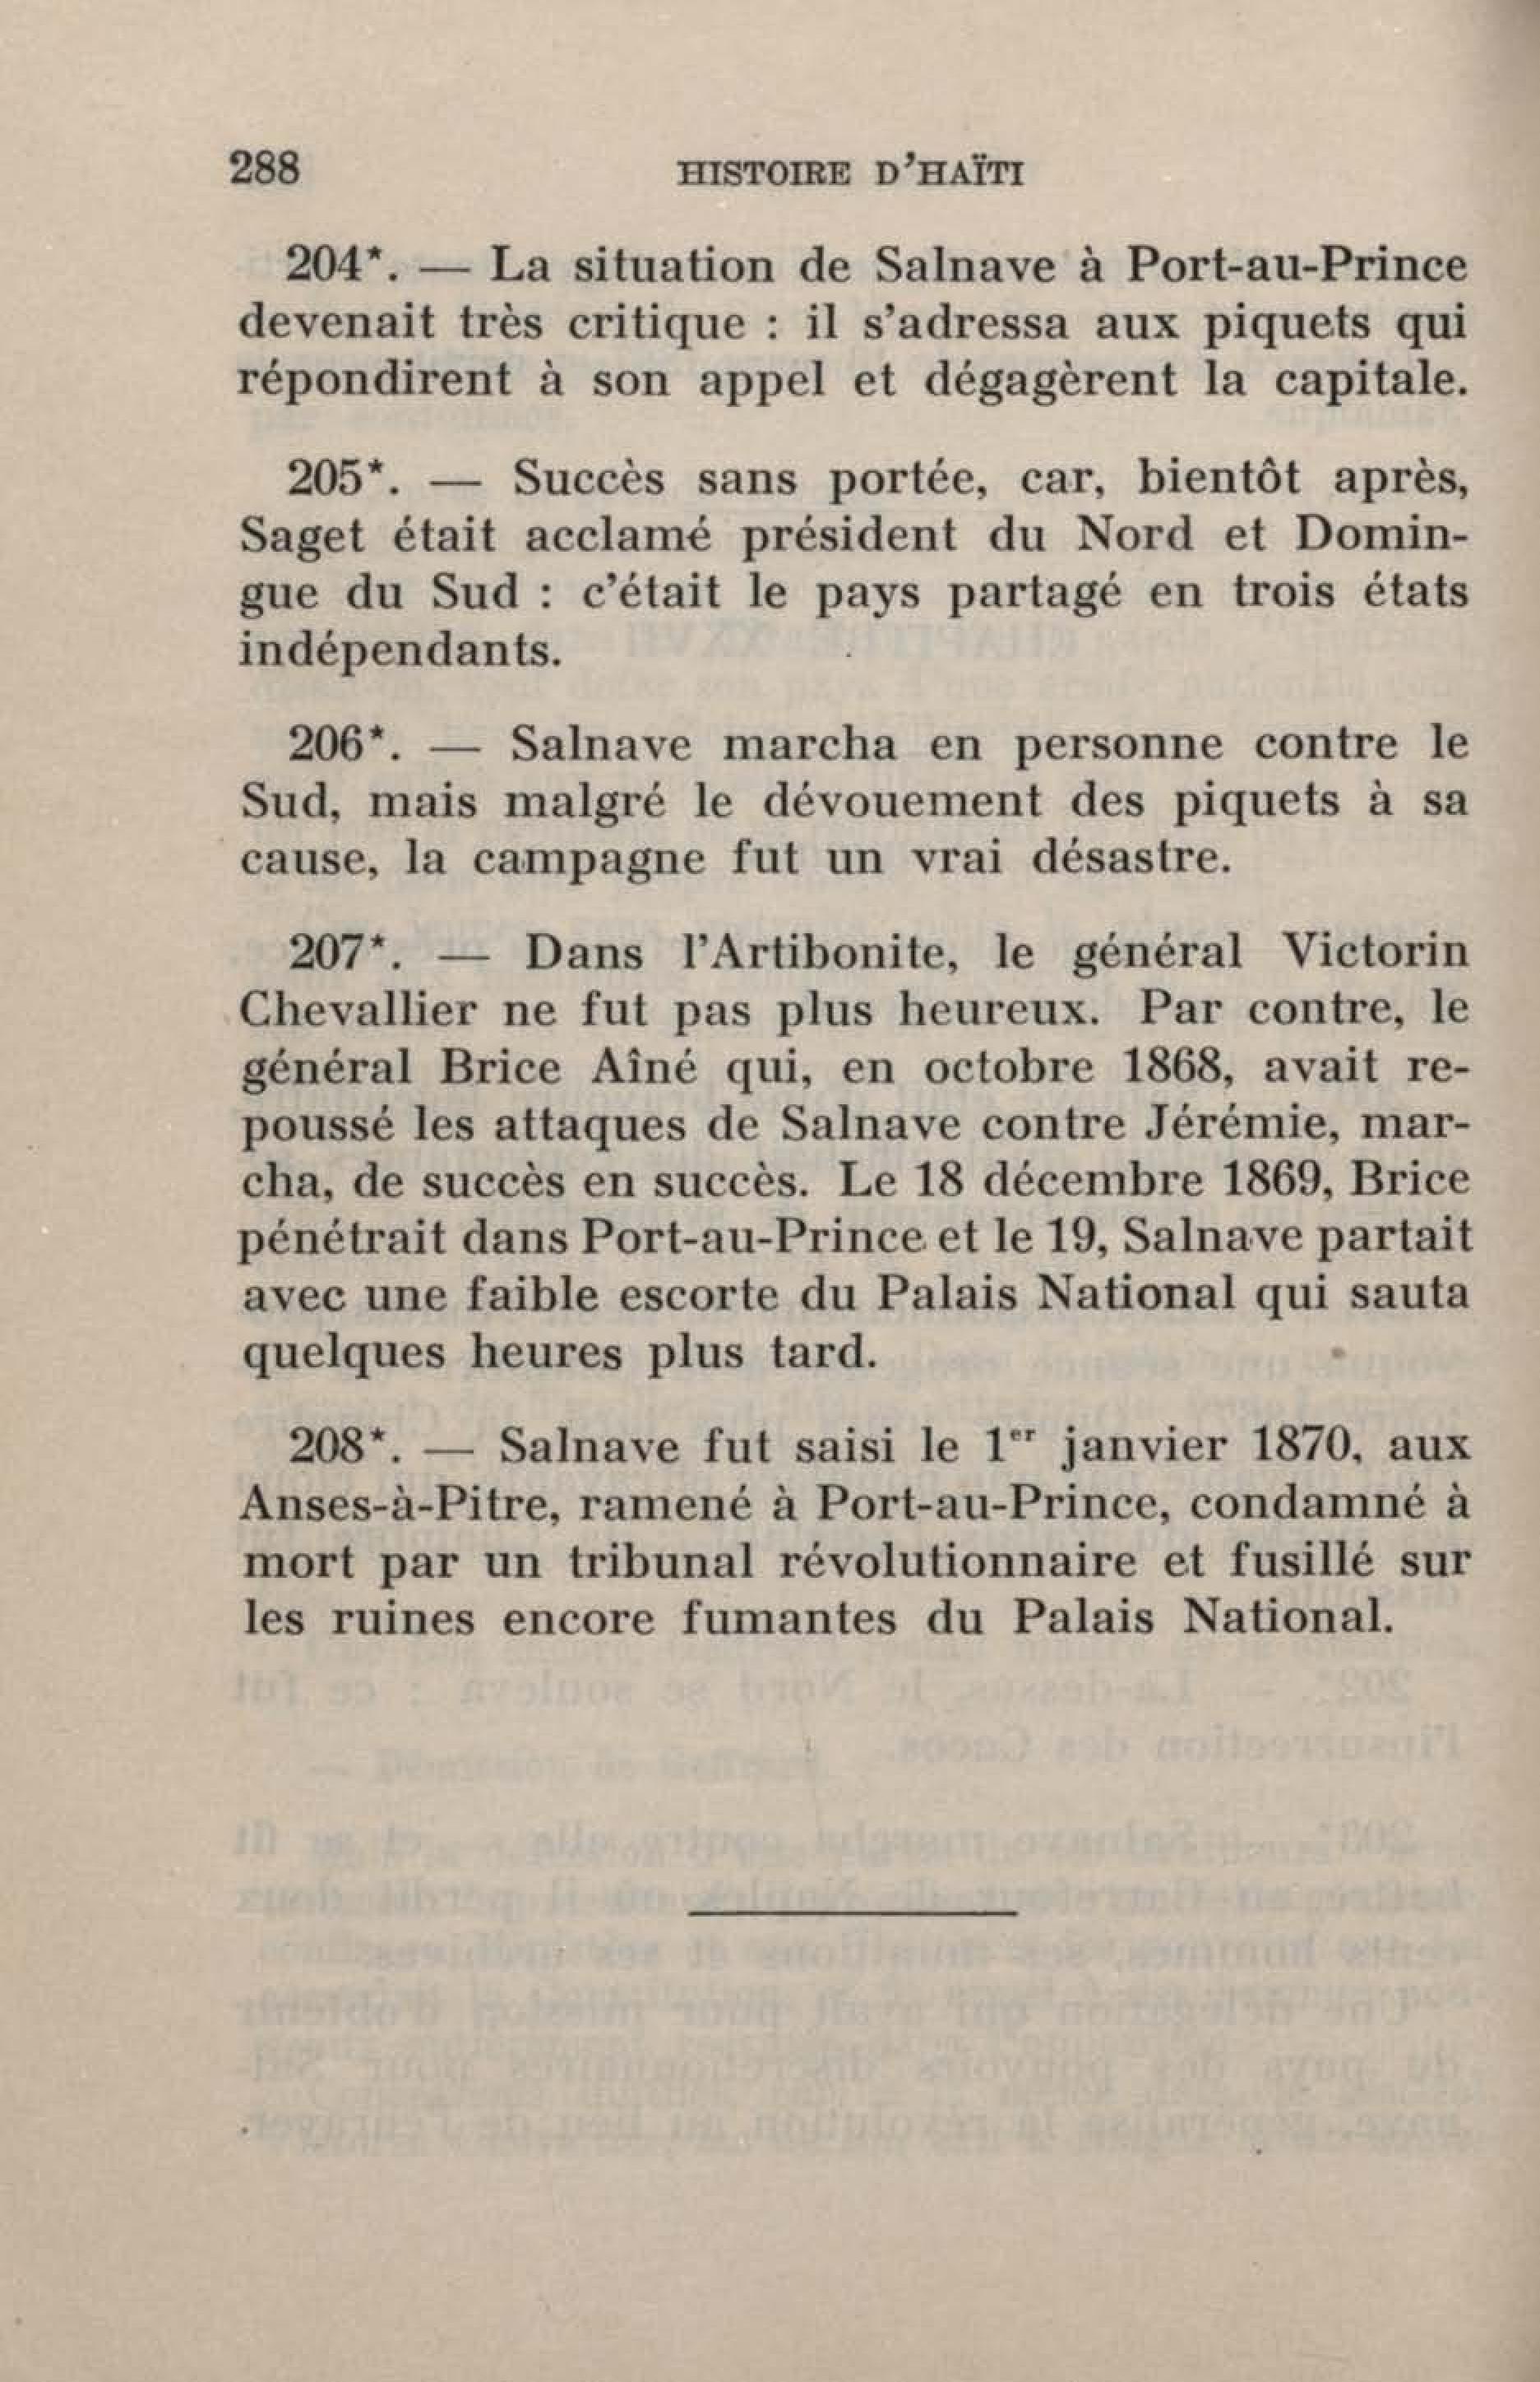 288 HISTOIRE D'HAÏTI
204*. — La situation de Salnave à Port-au-Prince
devenait très critique : il s'adressa aux piquets qui
répondirent à son appel et dégagèrent la capitale.
205*. — Succès sans portée, car, bientôt après,
Saget était acclamé président du Nord et Domin-
gue du Sud : c'était le pays partagé en trois états
indépendants.
206*. — Salnave marcha en personne contre le
Sud, mais malgré le dévouement des piquets à sa
cause, la campagne fut un vrai désastre.
207*. — Dans l'Artibonite, le général Victorin
Chevallier ne fut pas plus heureux. Par contre, le
général Brice Aîné qui, en octobre 1868, avait re-
poussé les attaques de Salnave contre Jérémie, mar-
cha, de succès en succès. Le 18 décembre 1869, Brice
pénétrait dans Port-au-Prince et le 19, Salnave partait
avec une faible escorte du Palais National qui sauta
quelques heures plus tard.
208*. — Salnave fut saisi le 1er janvier 1870, aux
Anses-à-Pitre, ramené à Port-au-Prince, condamné à
mort par un tribunal révolutionnaire et fusillé sur
les ruines encore fumantes du Palais National.